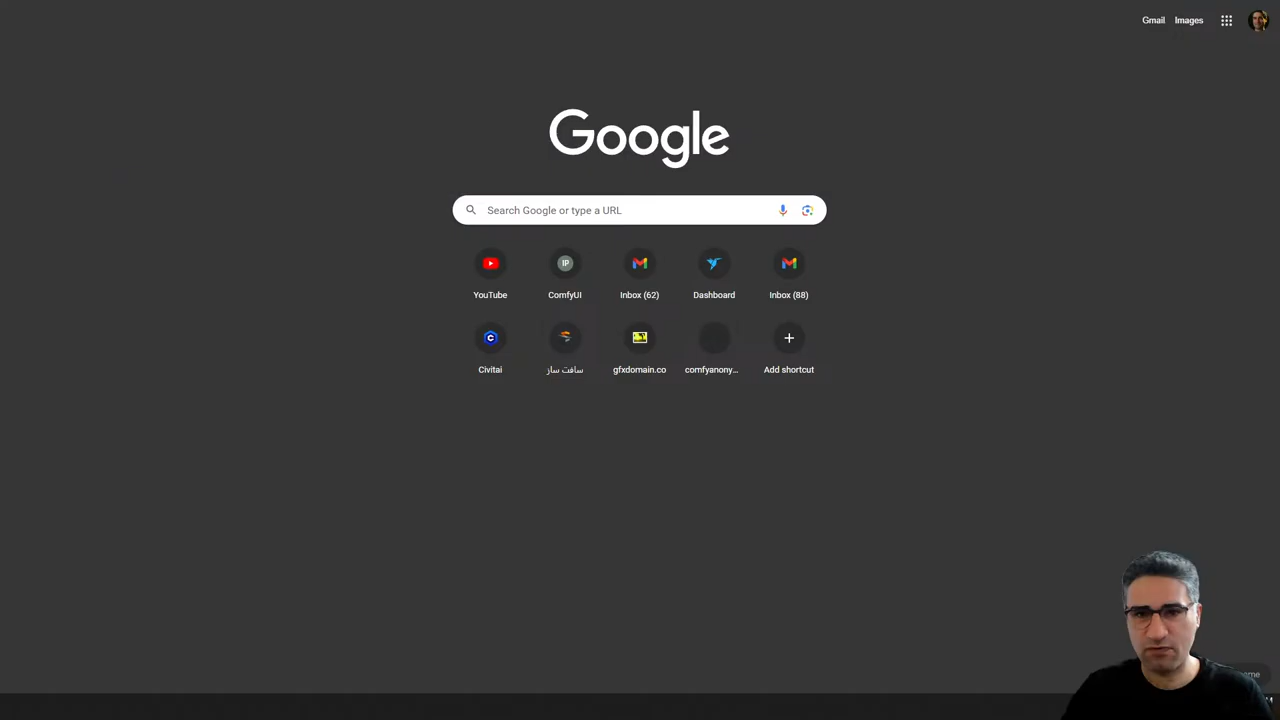 Gmail Images
Google
Search Google or type a URL
IP
YouTube ComfyUI Inbox (62) Dashboard Inbox (88)
C
Civitai سافت ساز gfxdomain.co comfyanony... Add shortcut